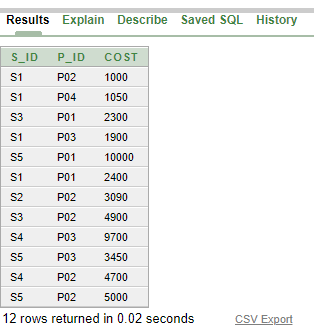 Results Explain Describe Saved SQL History
S_ID P_ID COST
S1 P02 1000
S1 P04 1050
S3 P01 2300
S1 P03 1900
S5 P01 10000
S1 P01 2400
S2 P02 3090
S3 P02 4900
S4 P03 9700
S5 P03 3450
S4 P02 4700
S5 P02 5000
12 rows returned in 0.02 seconds CSV Export